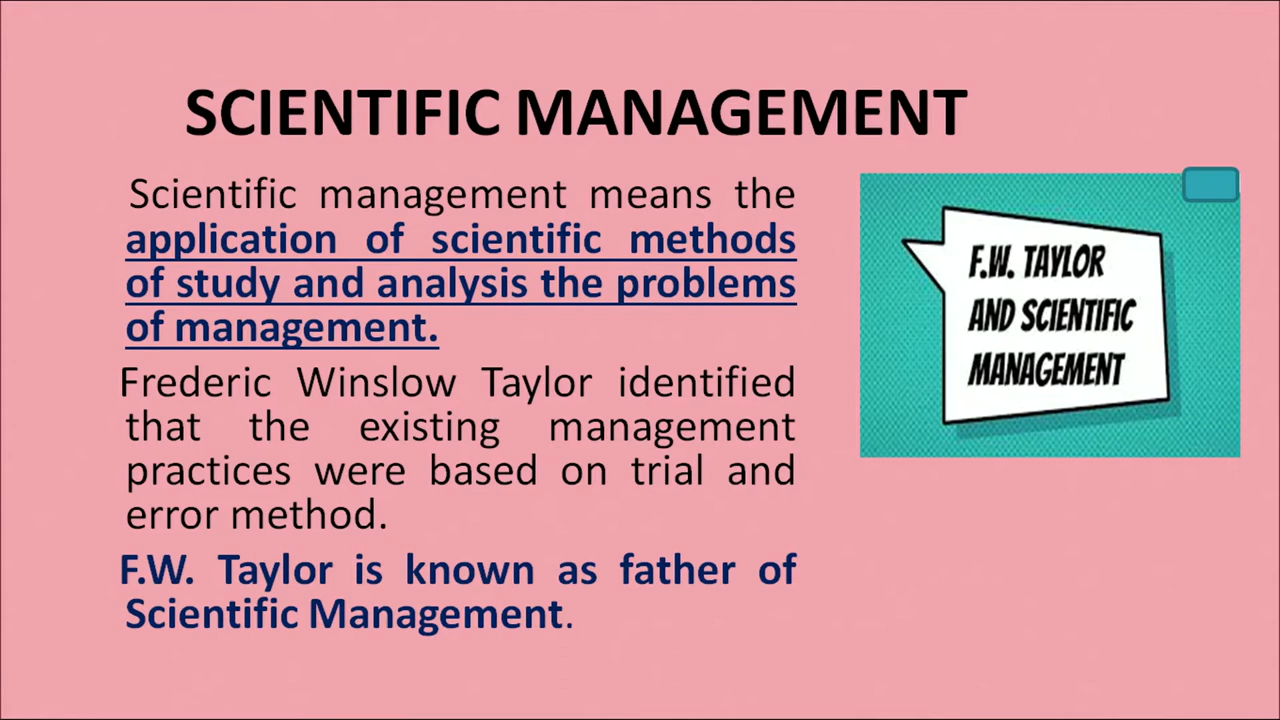 SCIENTIFIC MANAGEMENT
Scientific management means the
application of scientific methods
of study and analysis the problems
of management.
Frederic Winslow Taylor identified
that the existing management
practices were based on trial and
error method.
F.W. Taylor is known as father of
Scientific Management.
F.W. TAYLOR
AND SCIENTIFIC
MANAGEMENT